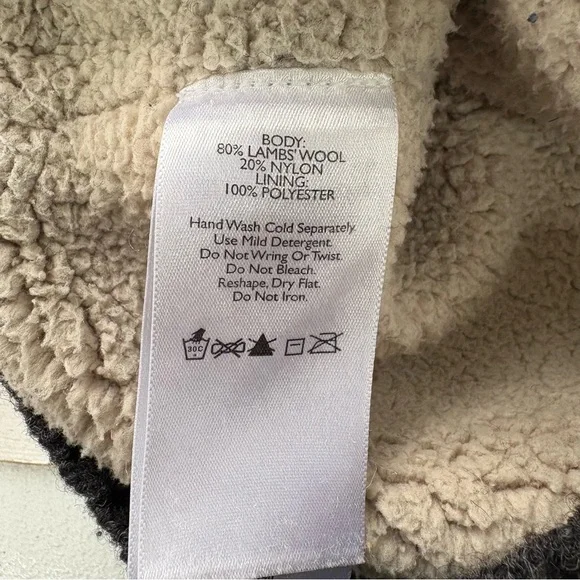 BODY:
80% LAMBS' WOOL
20% NYLON
LINING:
100% POLYESTER
Hand Wash Cold Separately.
Use Mild Detergent.
Do Not Wring Or Twist.
Do Not Bleach.
Reshape, Dry Flat.
Do Not Iron.
30C